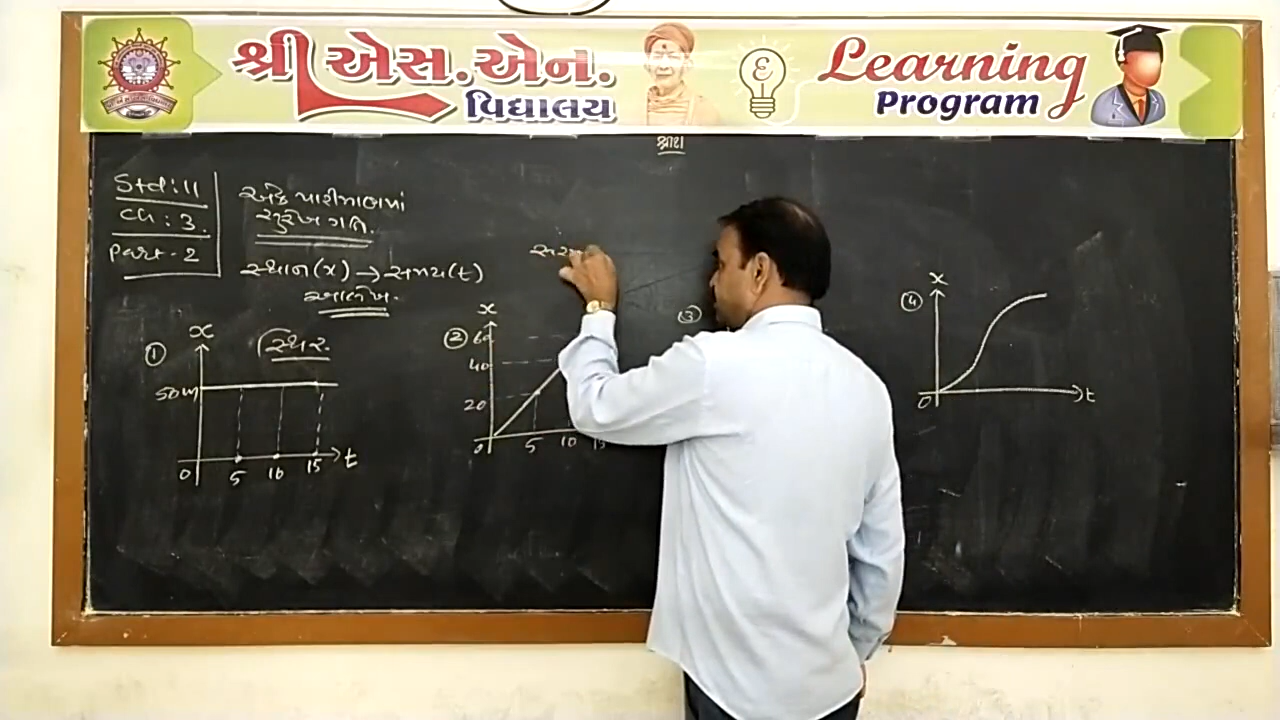 શ્રી એસ.એન.
વિદ્યાલય
Learning
Program
Std:11
Ch: 3.
Part-2
એક પારીમાણમાં
સુરેખ ગતિ.
સ્થાન(x) → સમય(t)
આલેખ.
① x સ્થિર
50m
0 5 10 15 t
② x
60
40
20
0 5 10 15
③
④ x
0 t